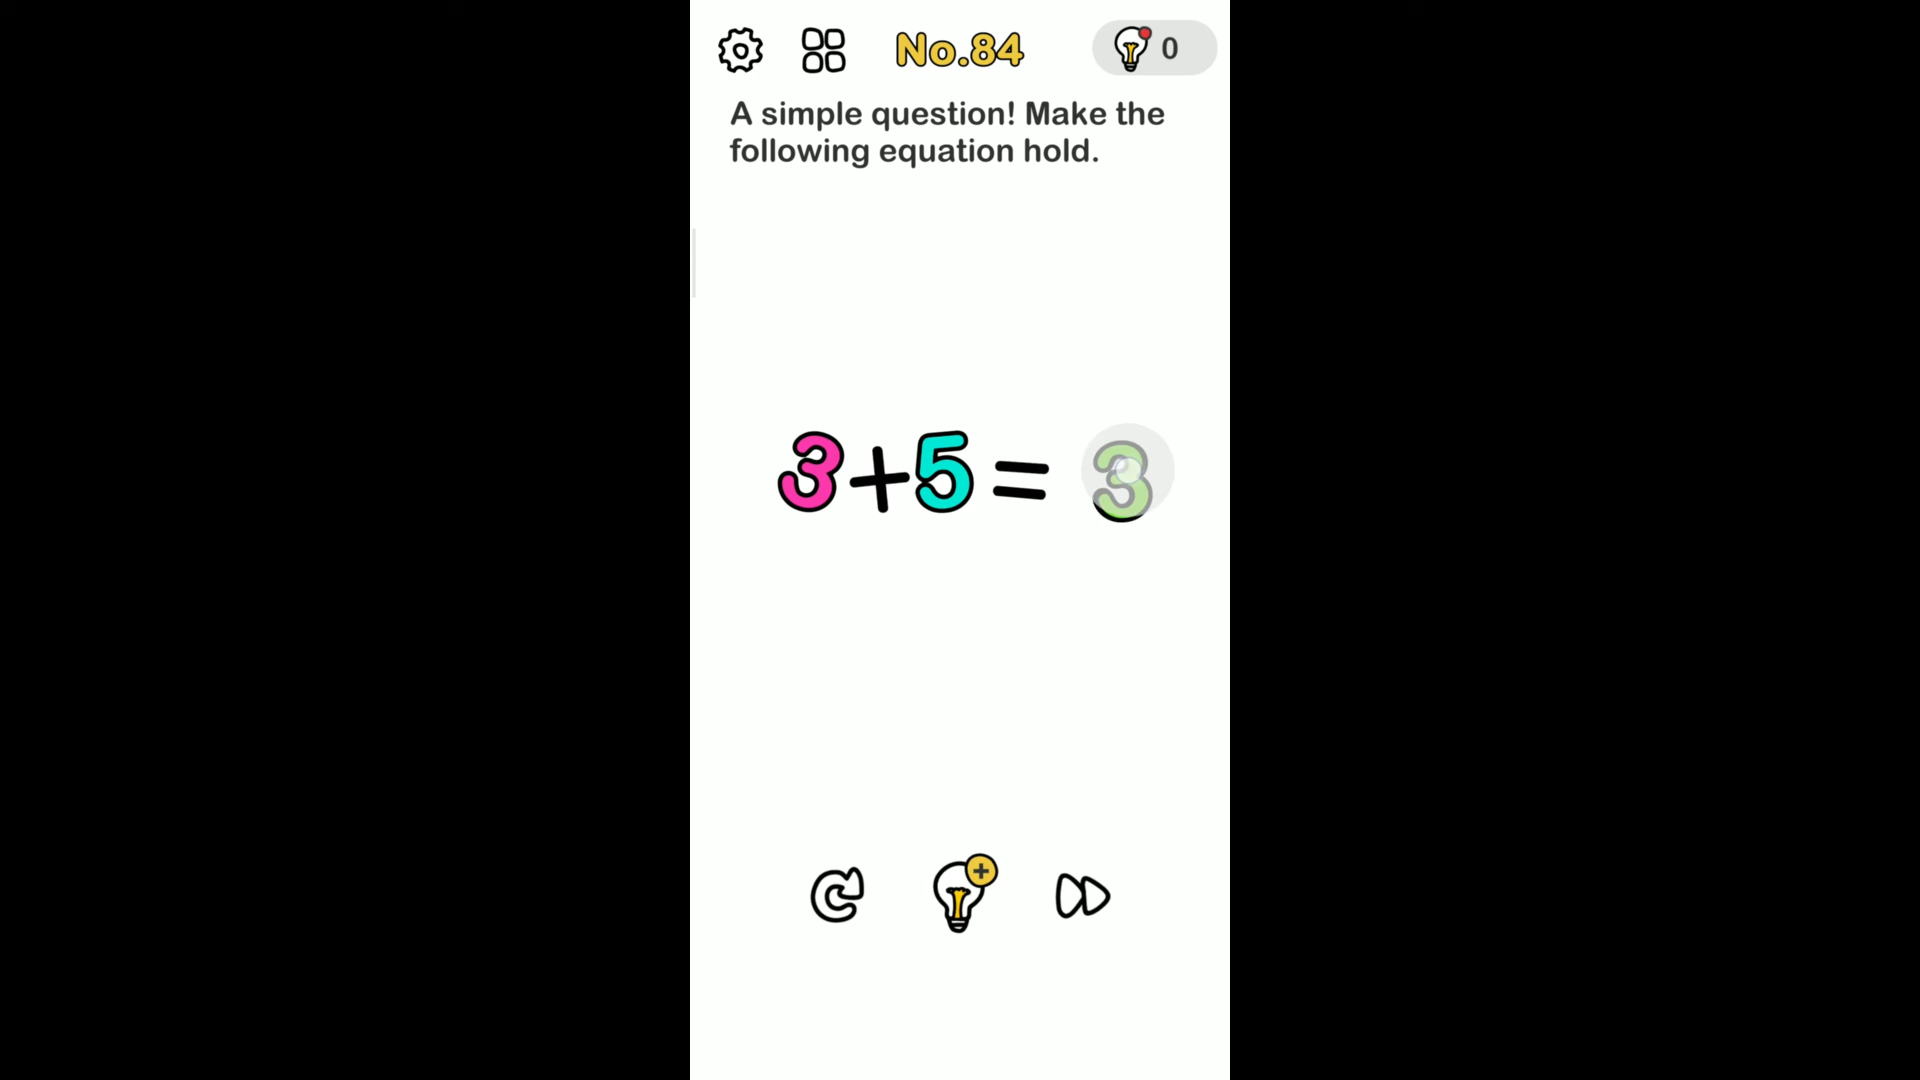 No.84
0
A simple question! Make the
following equation hold.
3+5= 3